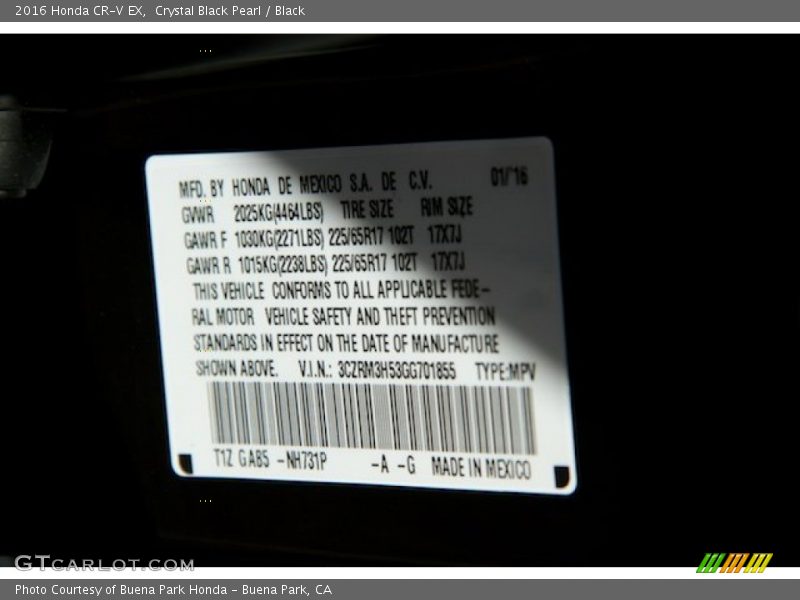 2016 Honda CR-V EX, Crystal Black Pearl / Black
MFD. BY HONDA DE MEXICO S.A. DE C.V. 01/16
GVWR 2025KG(4464LBS) TIRE SIZE RIM SIZE
GAWR F 1030KG(2271LBS) 225/65R17 102T 17X7J
GAWR R 1015KG(2238LBS) 225/65R17 102T 17X7J
THIS VEHICLE CONFORMS TO ALL APPLICABLE FEDE-
RAL MOTOR VEHICLE SAFETY AND THEFT PREVENTION
STANDARDS IN EFFECT ON THE DATE OF MANUFACTURE
SHOWN ABOVE. V.I.N.: 3CZRM3H53GG701855 TYPE:MPV
T1Z GA85 -NH731P -A -G MADE IN MEXICO
GTCARLOT.COM
Photo Courtesy of Buena Park Honda - Buena Park, CA